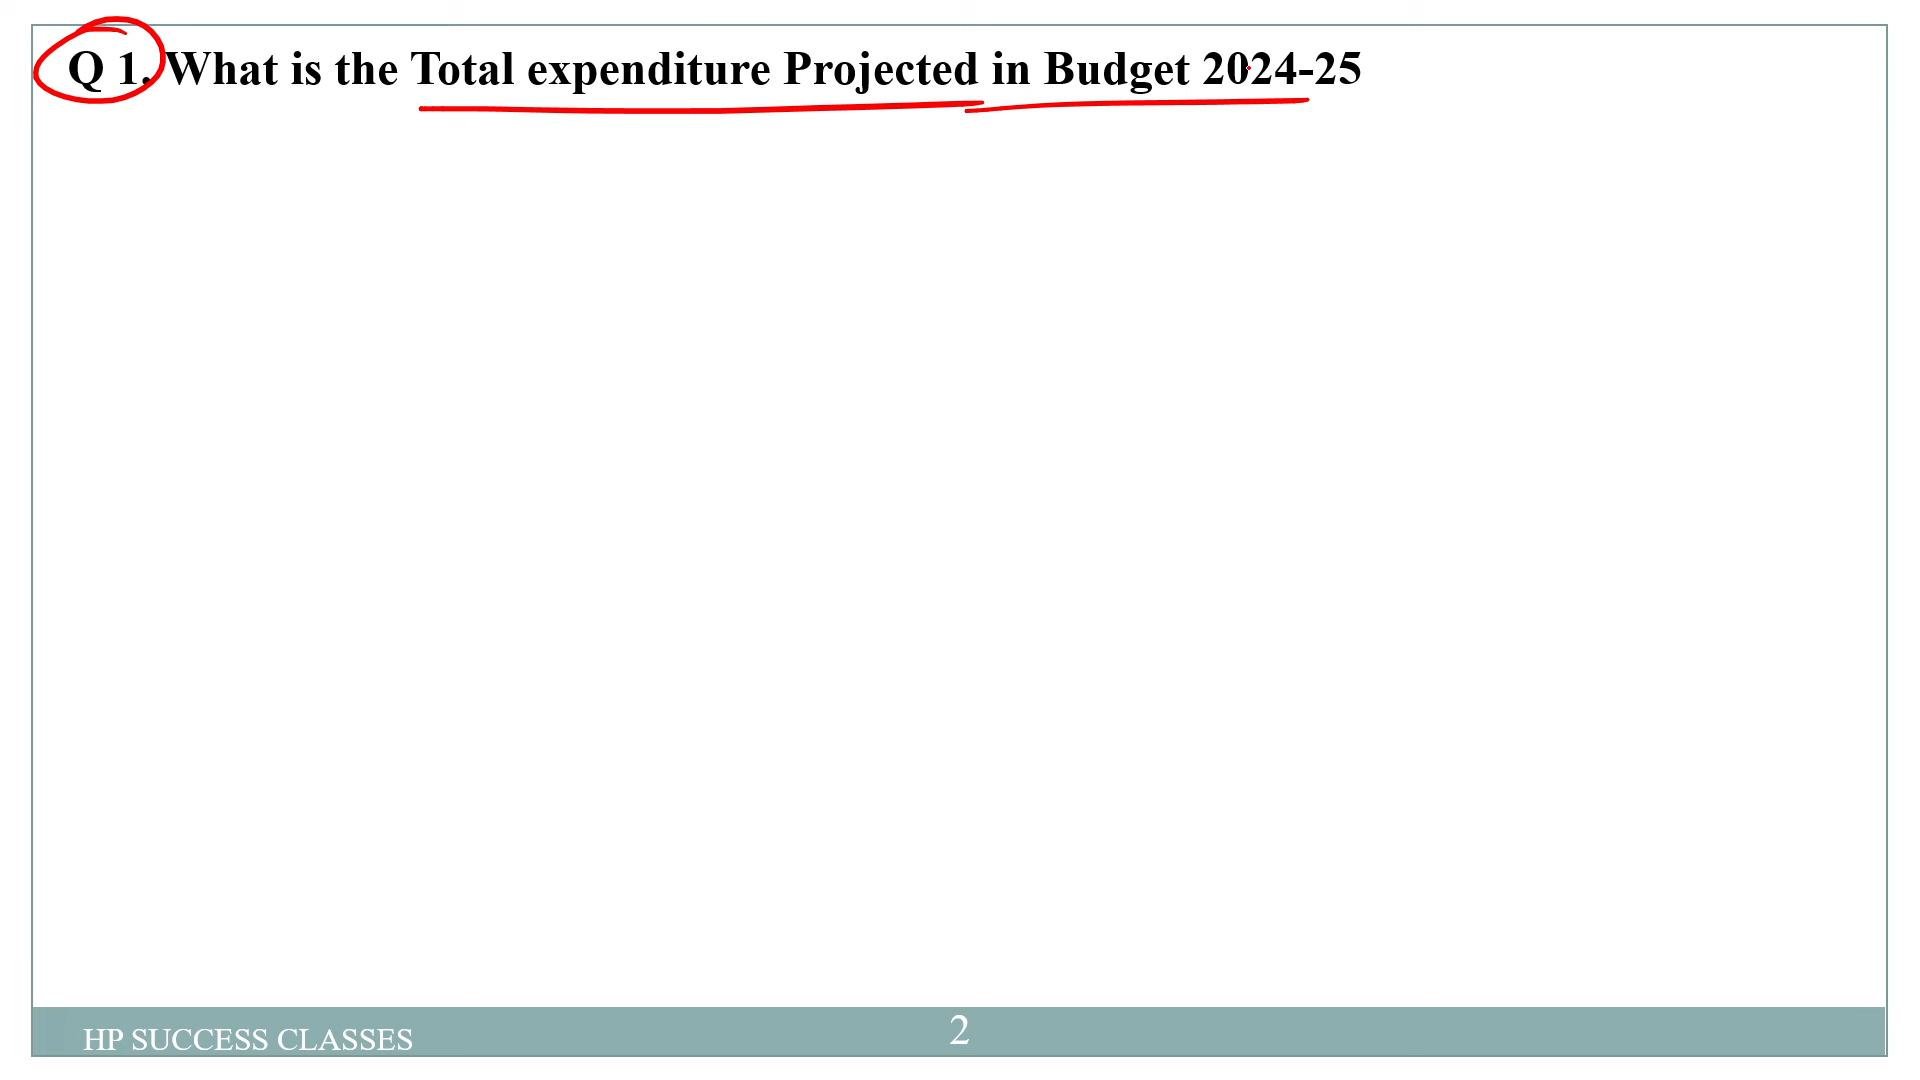 Q 1. What is the Total expenditure Projected in Budget 2024-25
HP SUCCESS CLASSES
2